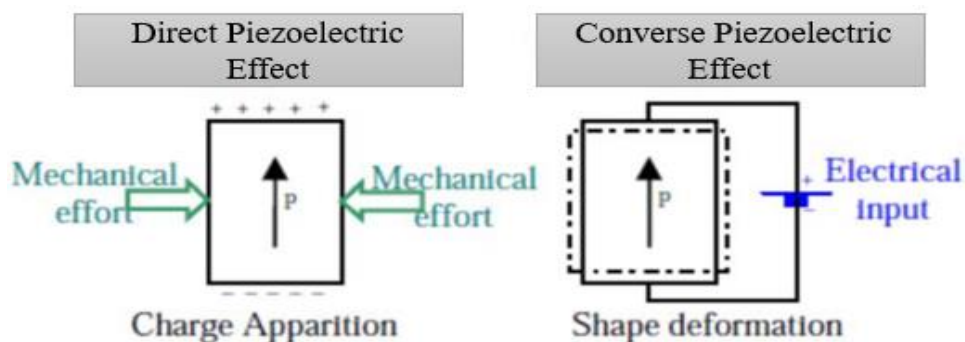 Direct Piezoelectric
Effect
Converse Piezoelectric
Effect
+ + + + +
Mechanical
effort
P
Mechanical
effort
– – – – –
Charge Apparition
P
+
–
Electrical
input
Shape deformation